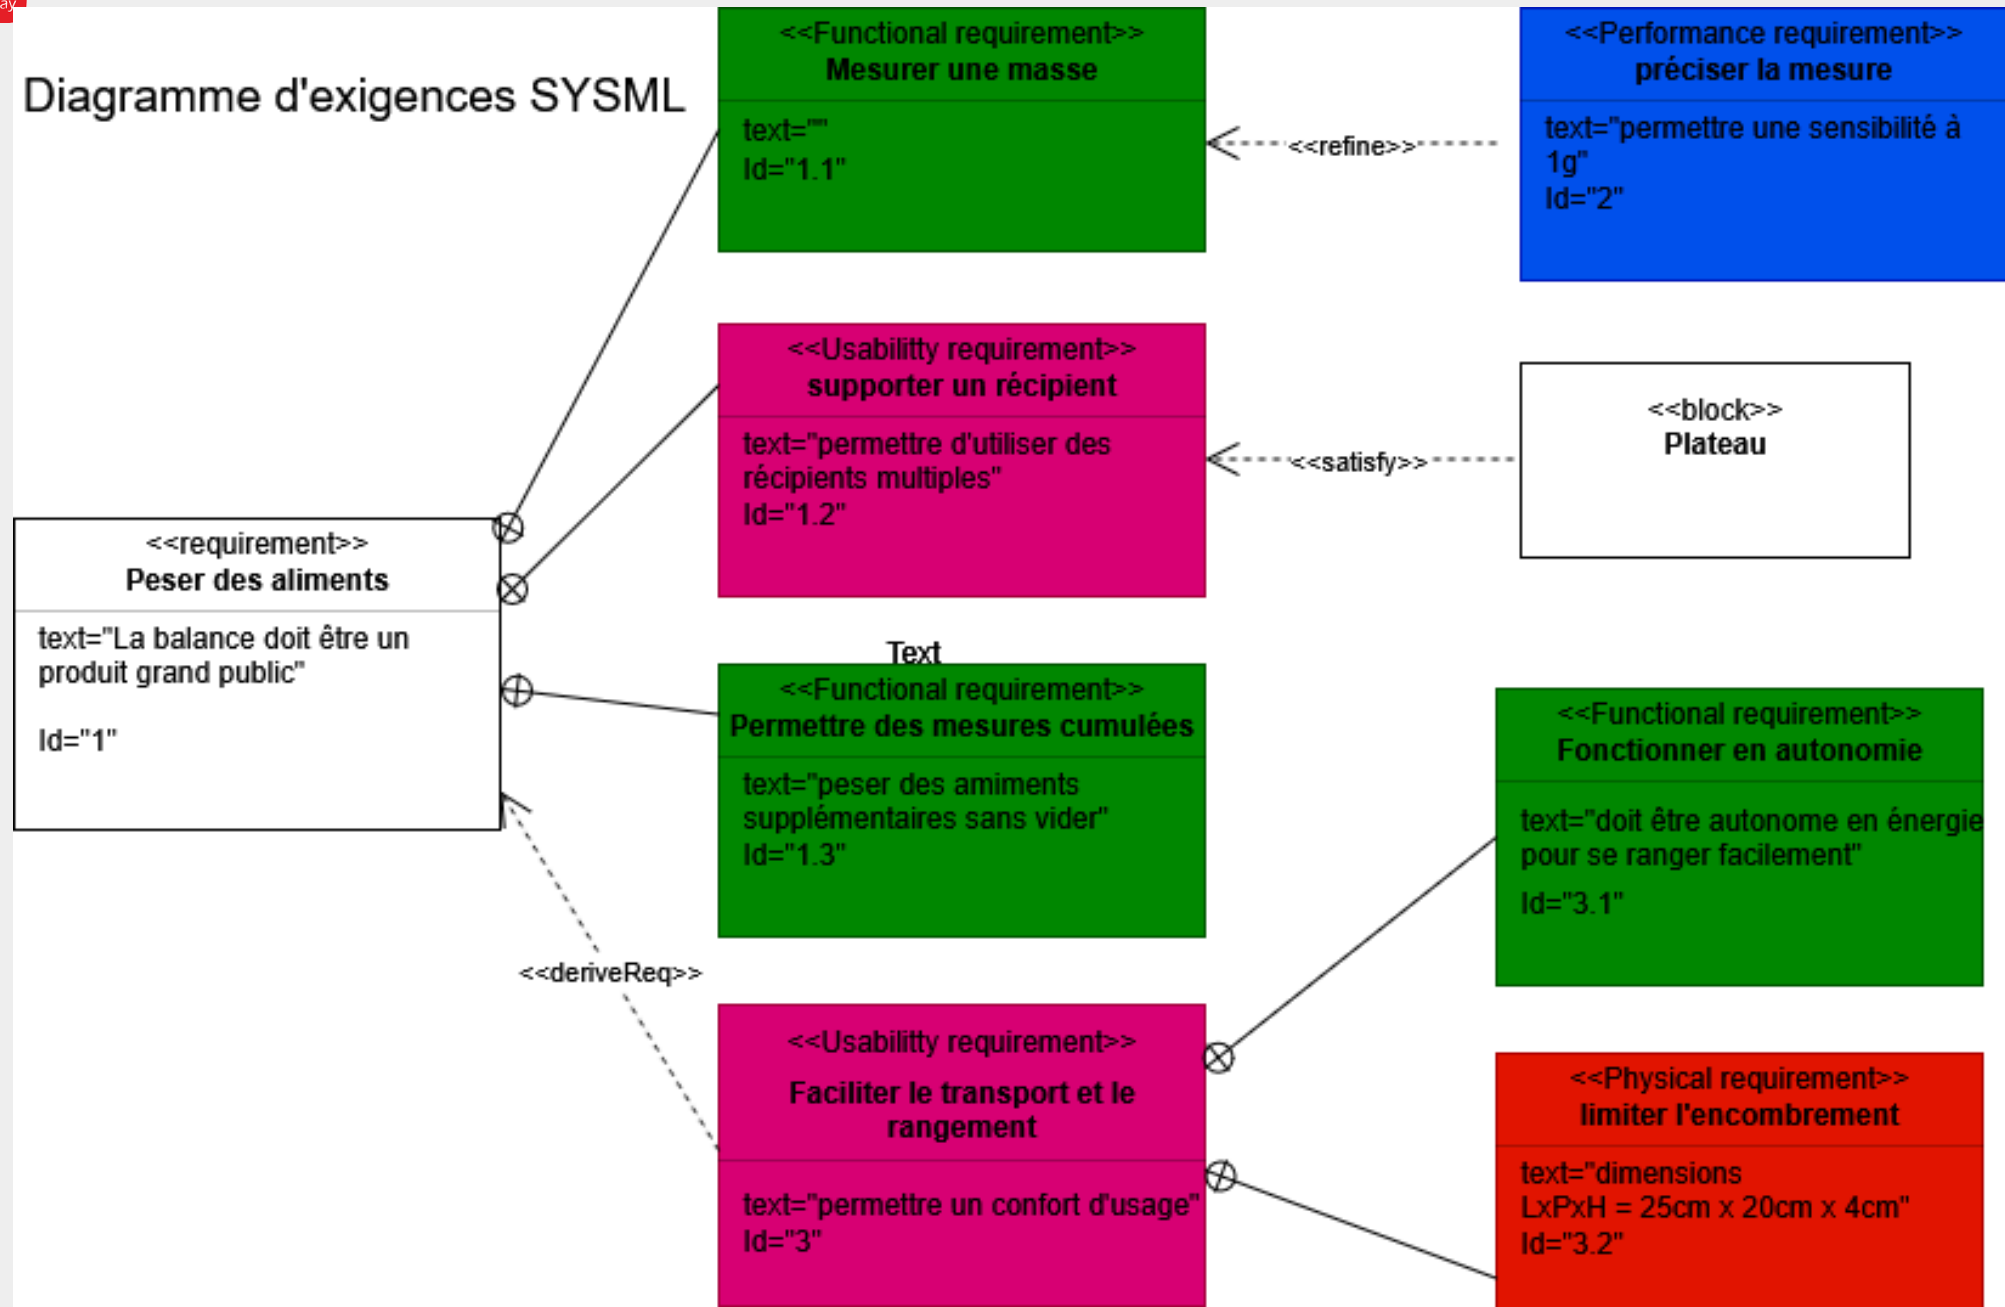 ay
Diagramme d'exigences SYSML
<<Functional requirement>>
Mesurer une masse
text=""
Id="1.1"
<<refine>>
<<Performance requirement>>
préciser la mesure
text="permettre une sensibilité à
1g"
Id="2"
<<Usabilitty requirement>>
supporter un récipient
text="permettre d'utiliser des
récipients multiples"
Id="1.2"
<<satisfy>>
<<block>>
Plateau
<<requirement>>
Peser des aliments
text="La balance doit être un
produit grand public"
Id="1"
Text
<<Functional requirement>>
Permettre des mesures cumulées
text="peser des amiments
supplémentaires sans vider"
Id="1.3"
<<Functional requirement>>
Fonctionner en autonomie
text="doit être autonome en énergie
pour se ranger facilement"
Id="3.1"
<<deriveReq>>
<<Usabilitty requirement>>
Faciliter le transport et le
rangement
text="permettre un confort d'usage"
Id="3"
<<Physical requirement>>
limiter l'encombrement
text="dimensions
LxPxH = 25cm x 20cm x 4cm"
Id="3.2"